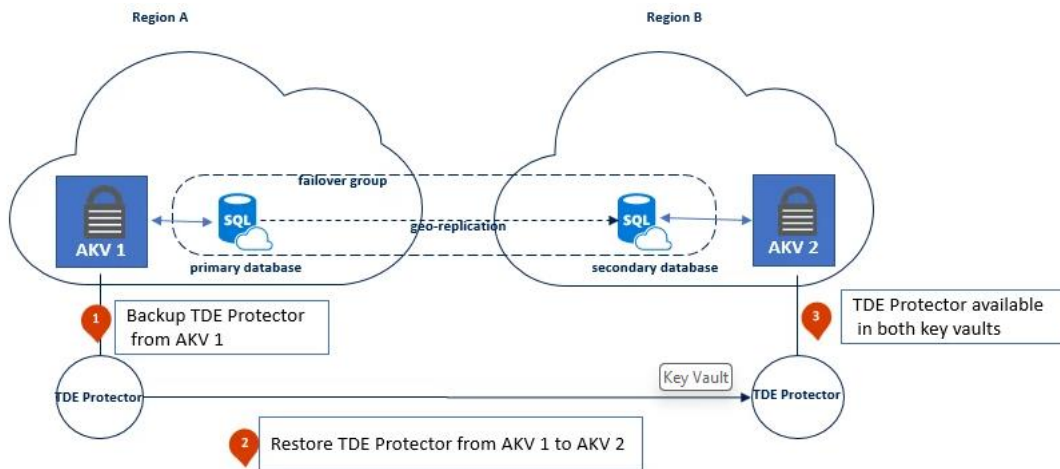 Region A
Region B
failover group
SQL
SQL
geo-replication
AKV 1
AKV 2
primary database
secondary database
1
Backup TDE Protector
from AKV 1
3
TDE Protector available
in both key vaults
Key Vault
TDE Protector
TDE Protector
2
Restore TDE Protector from AKV 1 to AKV 2